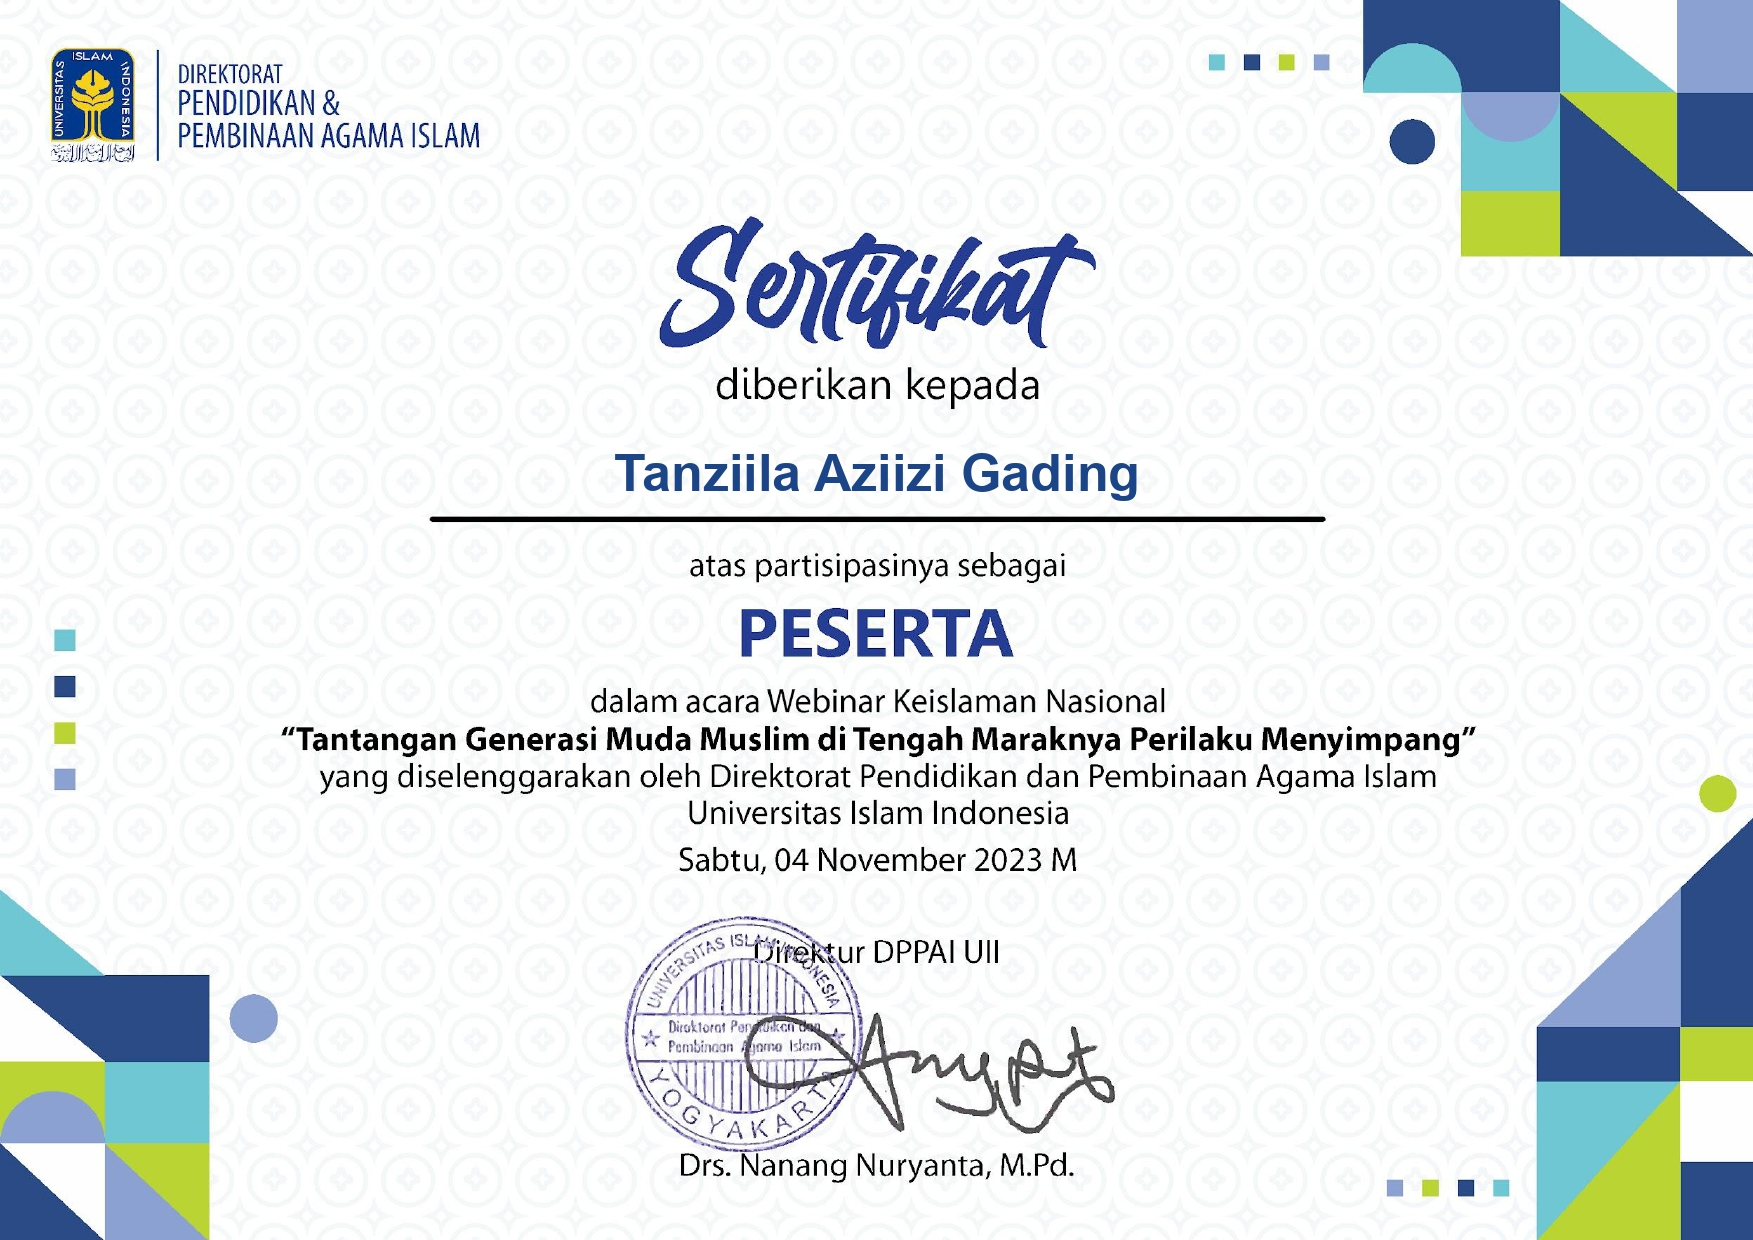 UNIVERSITAS ISLAM INDONESIA
DIREKTORAT
PENDIDIKAN &
PEMBINAAN AGAMA ISLAM
Sertifikat
diberikan kepada
Tanziila Aziizi Gading
atas partisipasinya sebagai
PESERTA
dalam acara Webinar Keislaman Nasional
“Tantangan Generasi Muda Muslim di Tengah Maraknya Perilaku Menyimpang”
yang diselenggarakan oleh Direktorat Pendidikan dan Pembinaan Agama Islam
Universitas Islam Indonesia
Sabtu, 04 November 2023 M
Direktur DPPAI UII
UNIVERSITAS ISLAM INDONESIA
Direktorat Pendidikan dan
Pembinaan Agama Islam
YOGYAKARTA
Drs. Nanang Nuryanta, M.Pd.